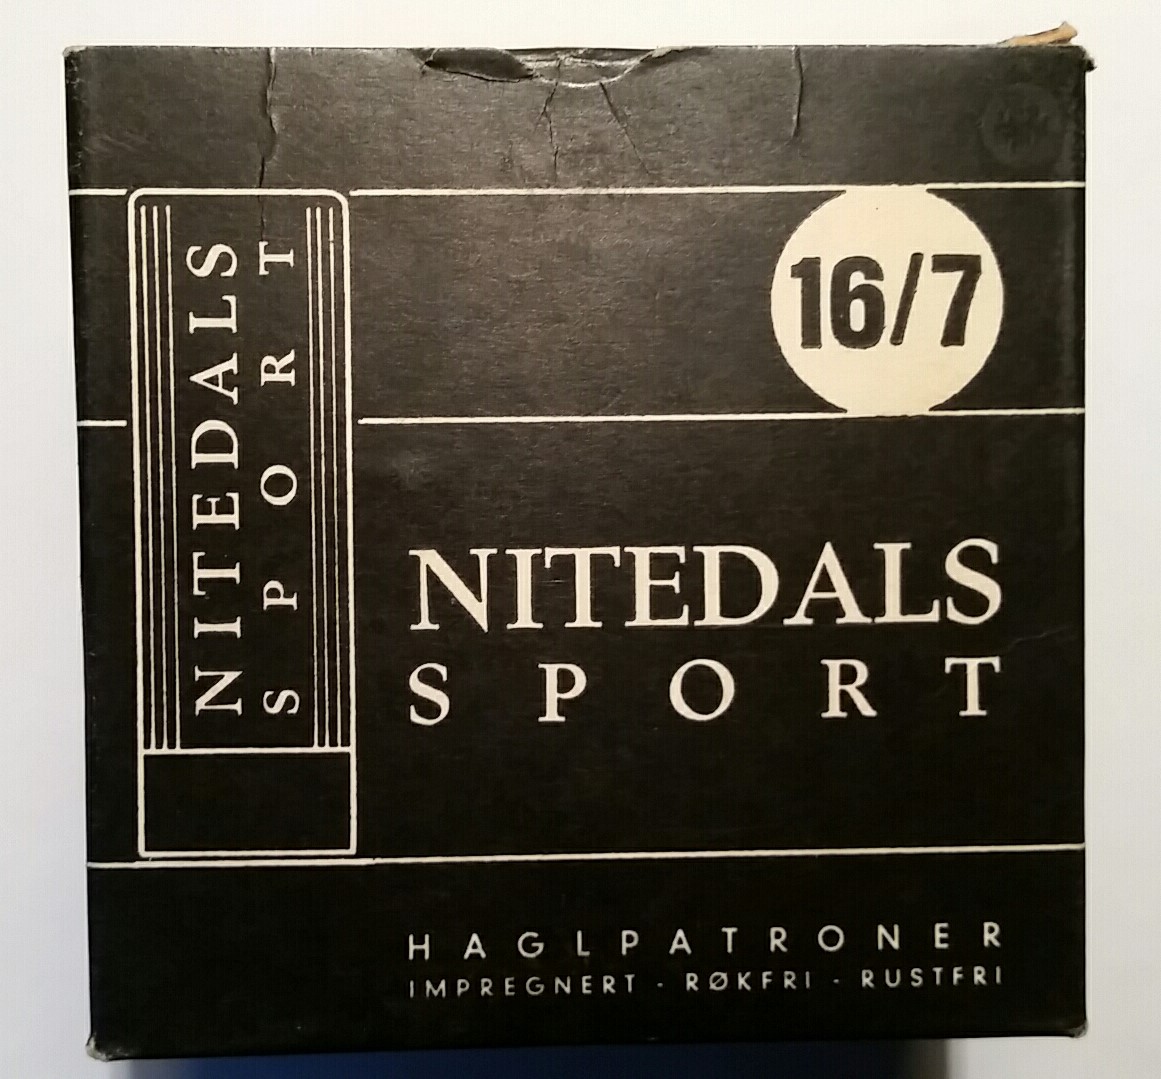 NITEDALS
SPORT
16/7
NITEDALS
SPORT
HAGLPATRONER
IMPREGNERT - RØKFRI - RUSTFRI